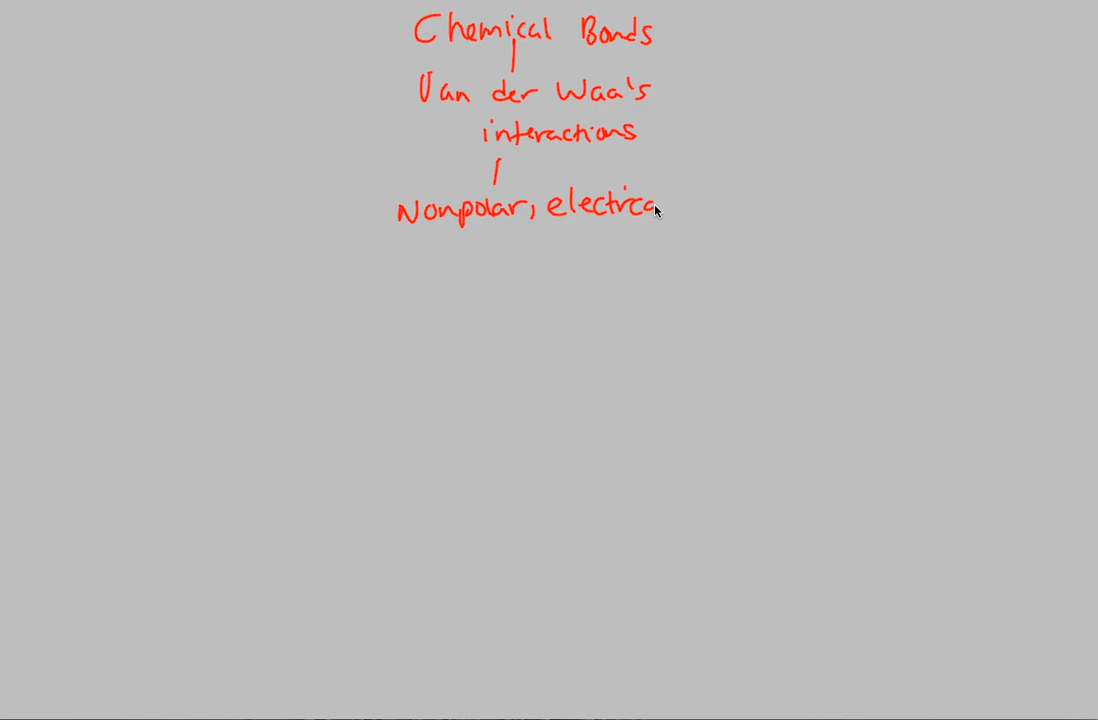 Chemical Bonds
Van der Waa's
interactions
Nonpolar, electrica